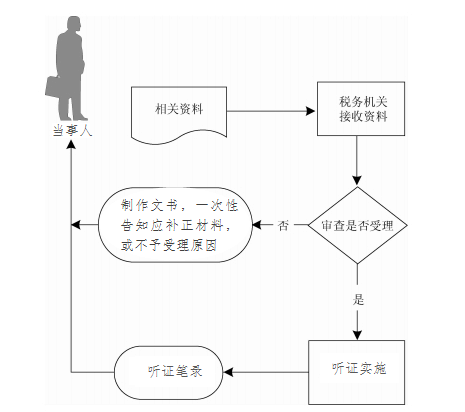 相关资料
税务机关
接收资料
当事人
制作文书，一次性
告知应补正材料，
或不予受理原因
否
审查是否受理
是
听证笔录
听证实施